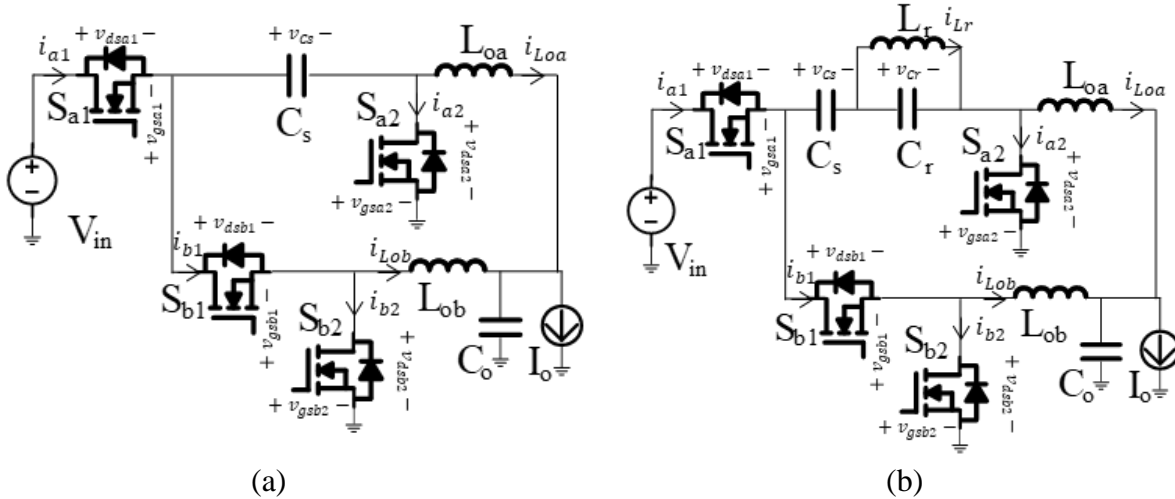 + v_dsa1 −
i_a1
S_a1
+ v_gsa1 −
+ v_Cs −
C_s
L_oa
i_Loa
i_a2
S_a2
+ v_dsa2 −
+ v_gsa2 −
+
−
V_in
+ v_dsb1 −
i_b1
S_b1
+ v_gsb1 −
i_Lob
L_ob
i_b2
S_b2
+ v_dsb2 −
+ v_gsb2 −
C_o
I_o
(a)
L_r
i_Lr
+ v_dsa1 −
i_a1
S_a1
+ v_gsa1 −
+ v_Cs −
C_s
+ v_Cr −
C_r
L_oa
i_Loa
i_a2
S_a2
+ v_dsa2 −
+ v_gsa2 −
+
−
V_in
+ v_dsb1 −
i_b1
S_b1
+ v_gsb1 −
i_Lob
L_ob
i_b2
S_b2
+ v_dsb2 −
+ v_gsb2 −
C_o
I_o
(b)